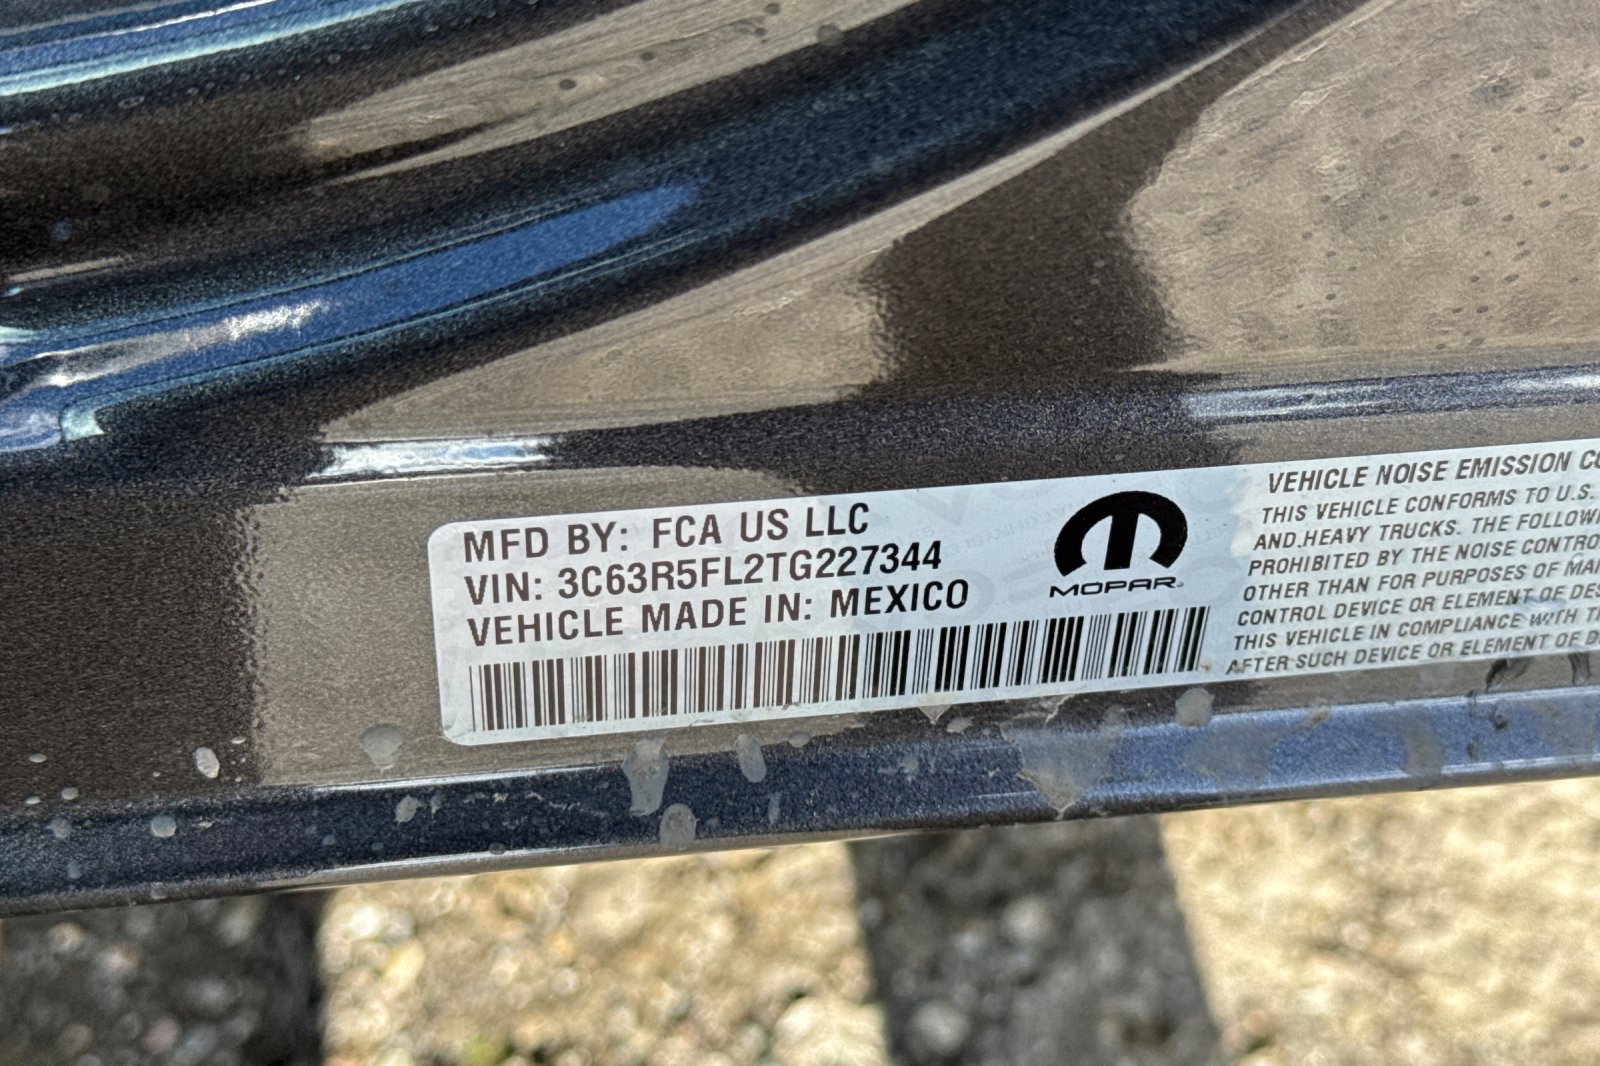 MFD BY: FCA US LLC
VIN: 3C63R5FL2TG227344
VEHICLE MADE IN: MEXICO
MOPAR
VEHICLE NOISE EMISSION
THIS VEHICLE CONFORMS TO U.S.
AND HEAVY TRUCKS. THE
PROHIBITED BY THE NOISE
OTHER THAN FOR PURPOSES OF
CONTROL DEVICE OR ELEMENT OF
THIS VEHICLE IN COMPLIANCE WITH
AFTER SUCH DEVICE OR ELEMENT OF